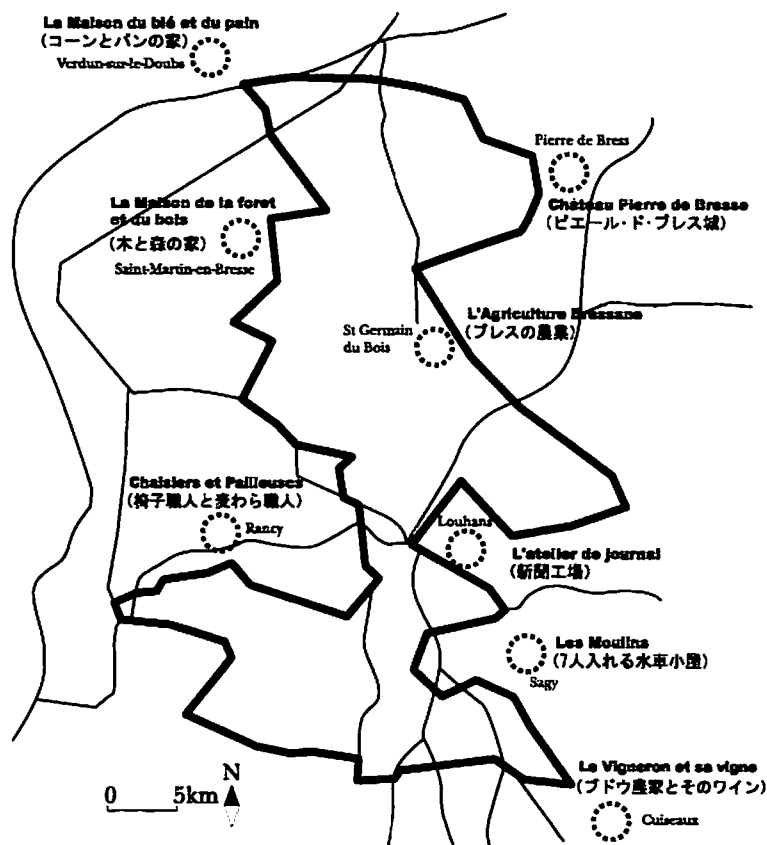 La Maison du blé et du pain
(コーンとパンの家)
Verdun-sur-le-Doubs
Pierre de Bress
Château Pierre de Bresse
(ピエール・ド・ブレス城)
La Maison de la foret
et du bois
(木と森の家)
Saint-Martin-en-Bresse
L'Agriculture Bressane
(ブレスの農業)
St Germain
du Bois
Chaisiers et Pailleuses
(椅子職人と麦わら職人)
Rancy
Louhans
L'atelier de journal
(新聞工場)
Les Moulins
(7人入れる水車小屋)
Sagy
Le Vigneron et sa vigne
(ブドウ農家とそのワイン)
Cuiseaux
N
0 5km